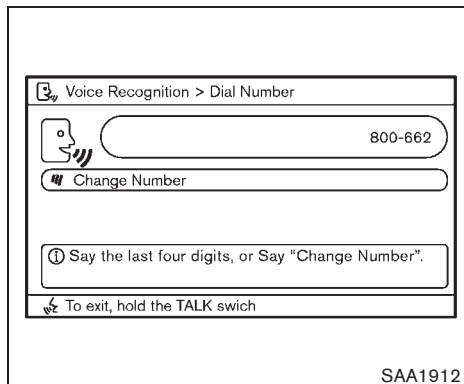 Voice Recognition > Dial Number
800-662
Change Number
Say the last four digits, or Say “Change Number”.
To exit, hold the TALK swich
SAA1912